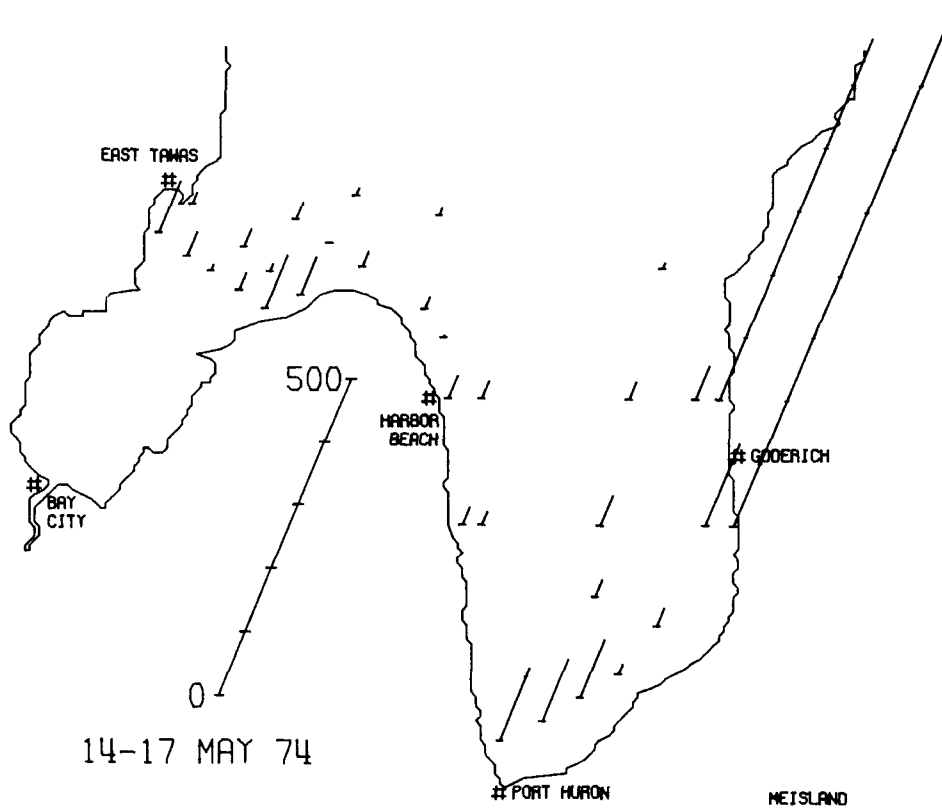 EAST TAWAS
500
HARBOR
BEACH
GODERICH
BAY
CITY
0
14-17 MAY 74
PORT HURON
MEISLAND